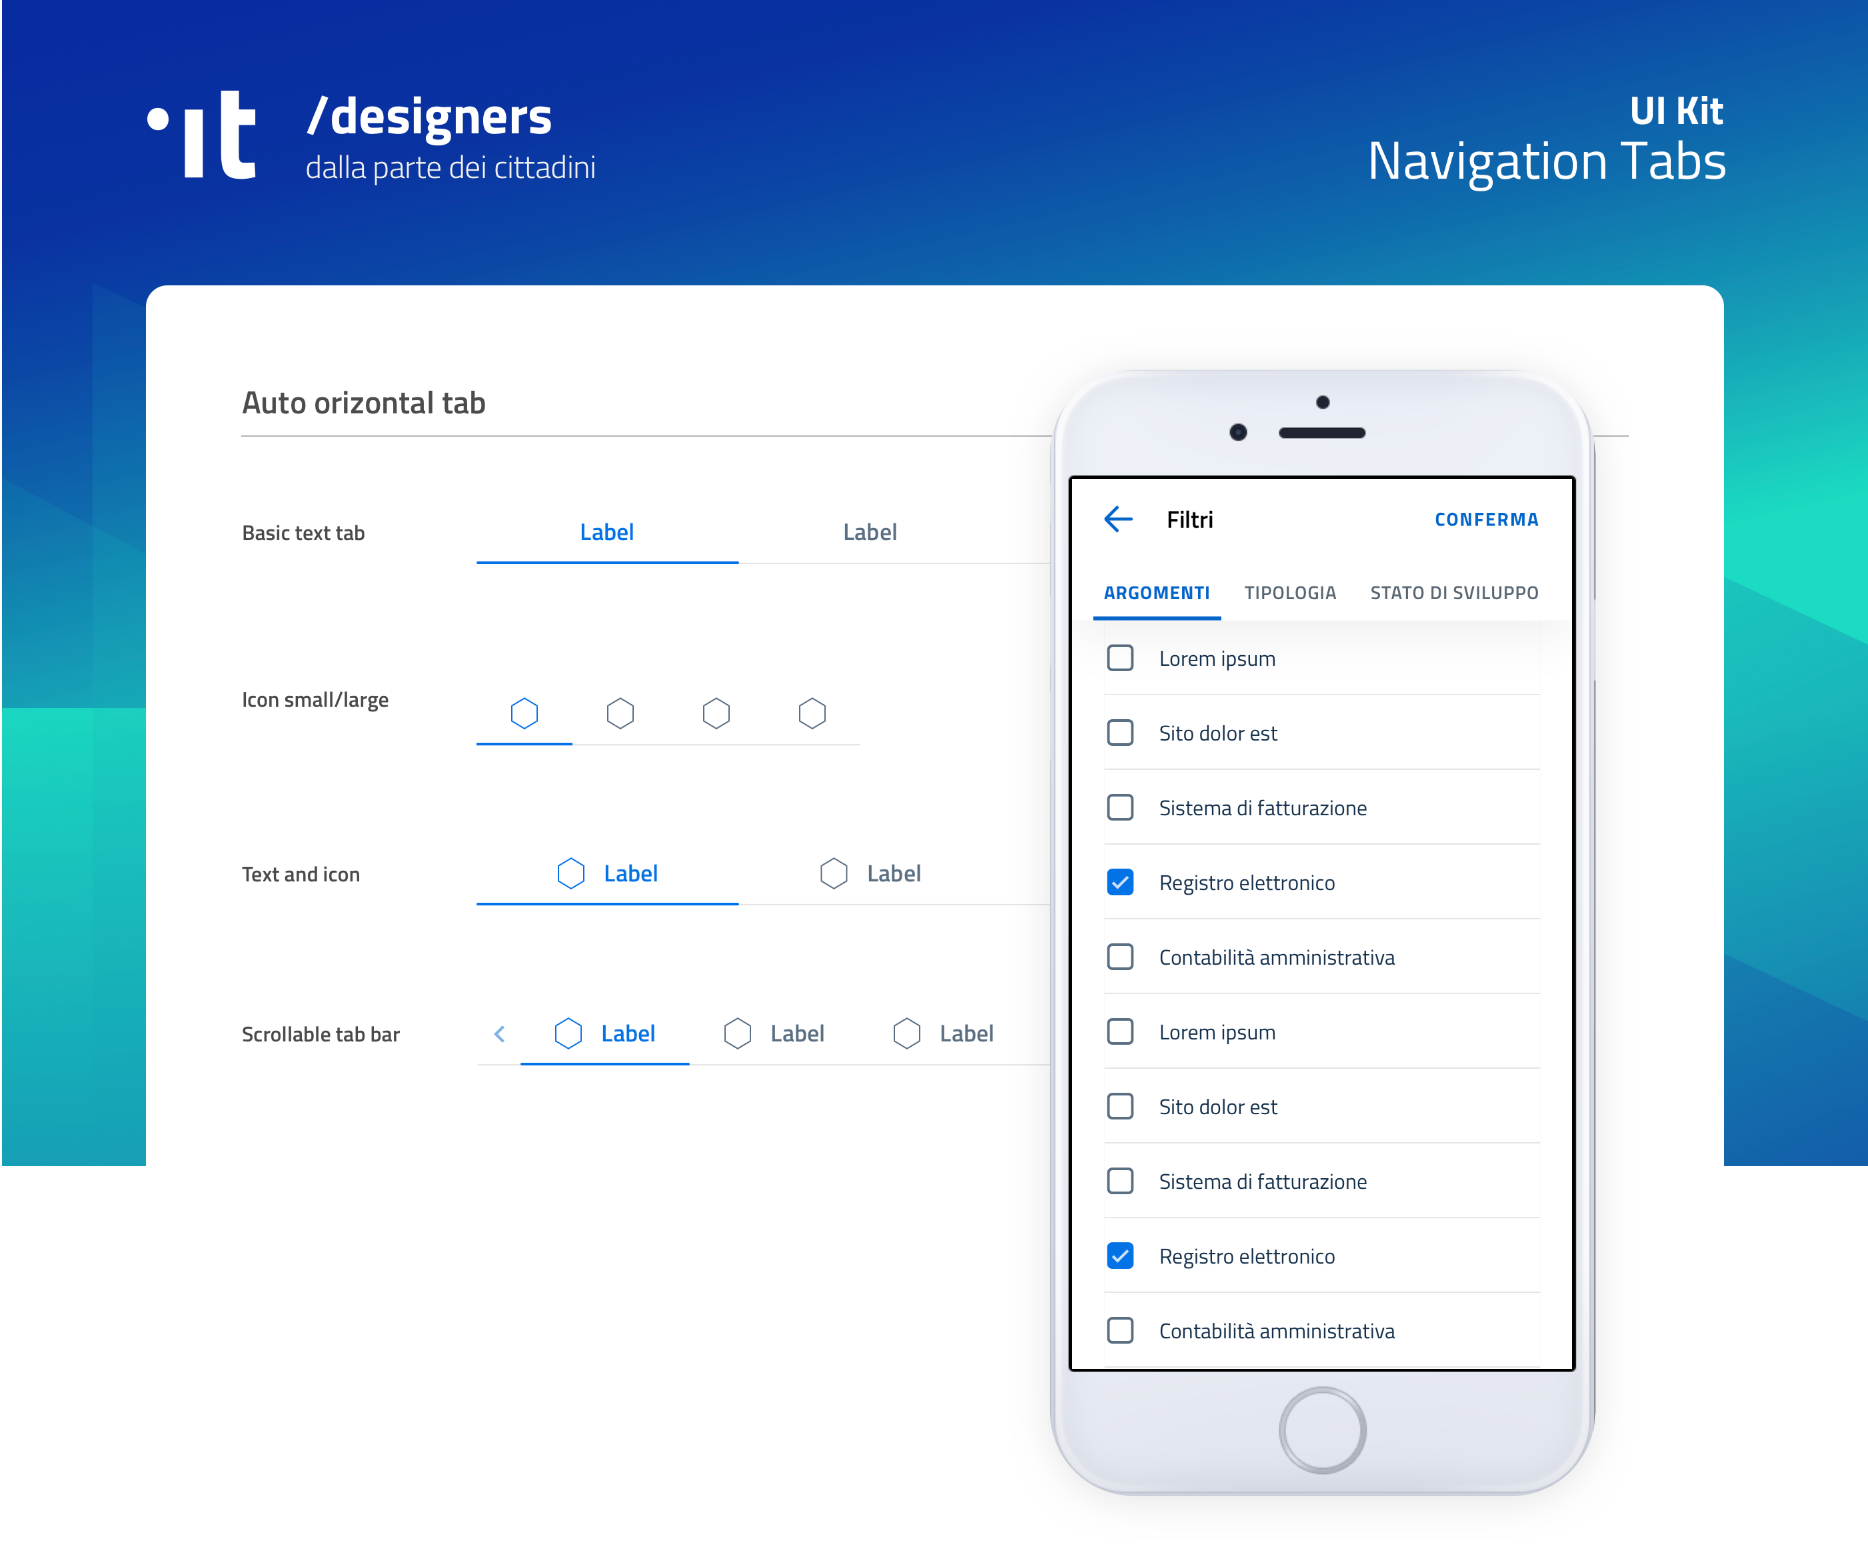 it
/designers
dalla parte dei cittadini
UI Kit
Navigation Tabs
Auto orizontal tab
Basic text tab
Label Label
Icon small/large
Text and icon
Label Label
Scrollable tab bar
Label Label Label
Filtri CONFERMA
ARGOMENTI TIPOLOGIA STATO DI SVILUPPO
Lorem ipsum
Sito dolor est
Sistema di fatturazione
Registro elettronico
Contabilità amministrativa
Lorem ipsum
Sito dolor est
Sistema di fatturazione
Registro elettronico
Contabilità amministrativa